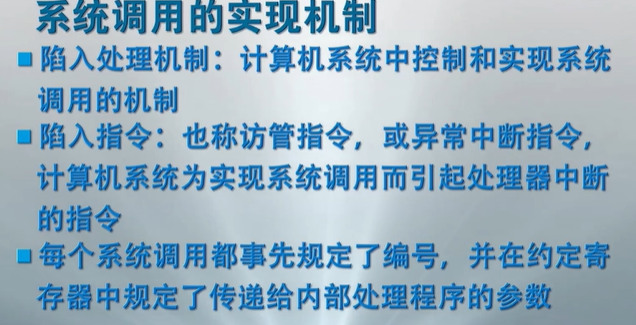 系统调用的实现机制
■陷入处理机制：计算机系统中控制和实现系统
调用的机制
■陷入指令：也称访管指令，或异常中断指令，
计算机系统为实现系统调用而引起处理器中断
的指令
■每个系统调用都事先规定了编号，并在约定寄
存器中规定了传递给内部处理程序的参数